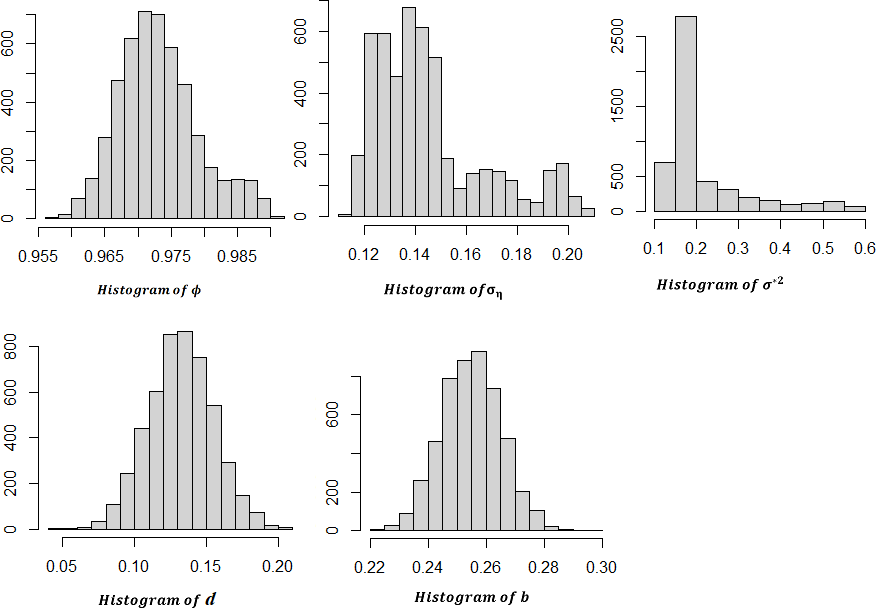 0 200 400 600
0.955 0.965 0.975 0.985
Histogram of ϕ
0 200 400 600
0.12 0.14 0.16 0.18 0.20
Histogram ofση
0 500 1500 2500
0.1 0.2 0.3 0.4 0.5 0.6
Histogram of σ*2
0 200 400 600 800
0.05 0.10 0.15 0.20
Histogram of d
0 200 600
0.22 0.24 0.26 0.28 0.30
Histogram of b